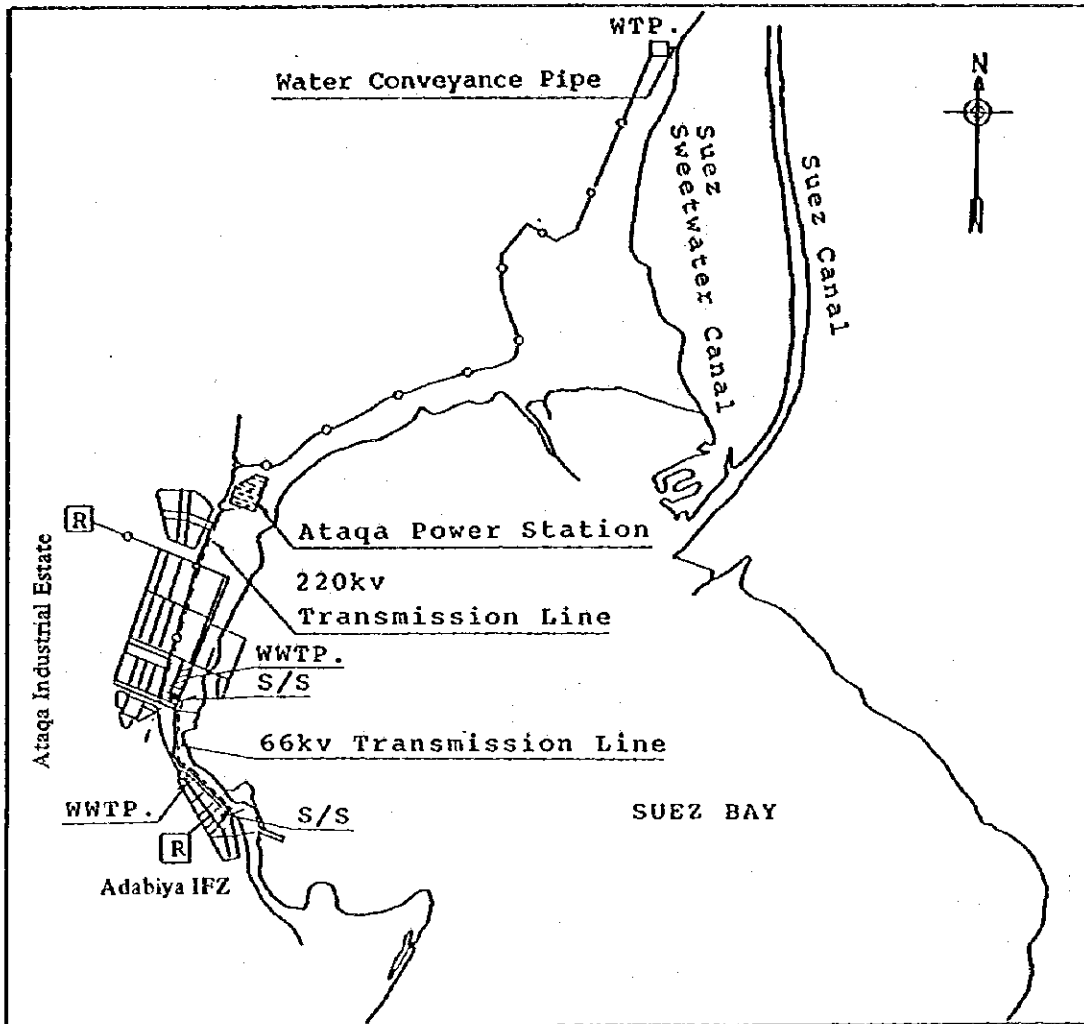 WTP.
Water Conveyance Pipe
N
Suez
Sweetwater Canal
Suez Canal
R
Ataqa Power Station
220kv
Transmission Line
Ataqa Industrial Estate
WWTP.
S/S
66kv Transmission Line
WWTP.
S/S
SUEZ BAY
R
Adabiya IFZ